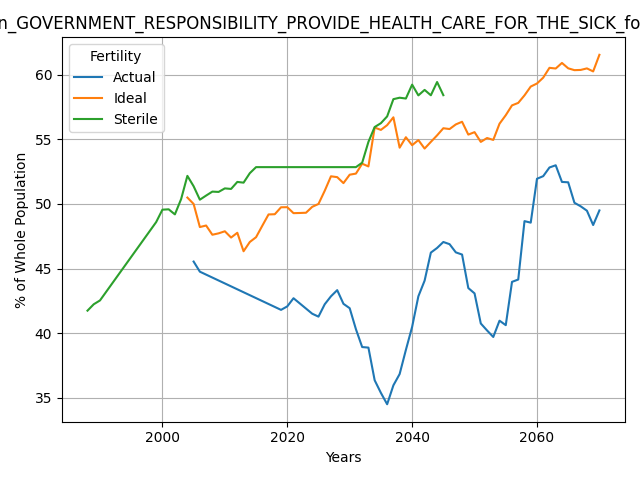 n_GOVERNMENT_RESPONSIBILITY_PROVIDE_HEALTH_CARE_FOR_THE_SICK_fo
Fertility
Actual
Ideal
Sterile
% of Whole Population
60
55
50
45
40
35
2000
2020
2040
2060
Years